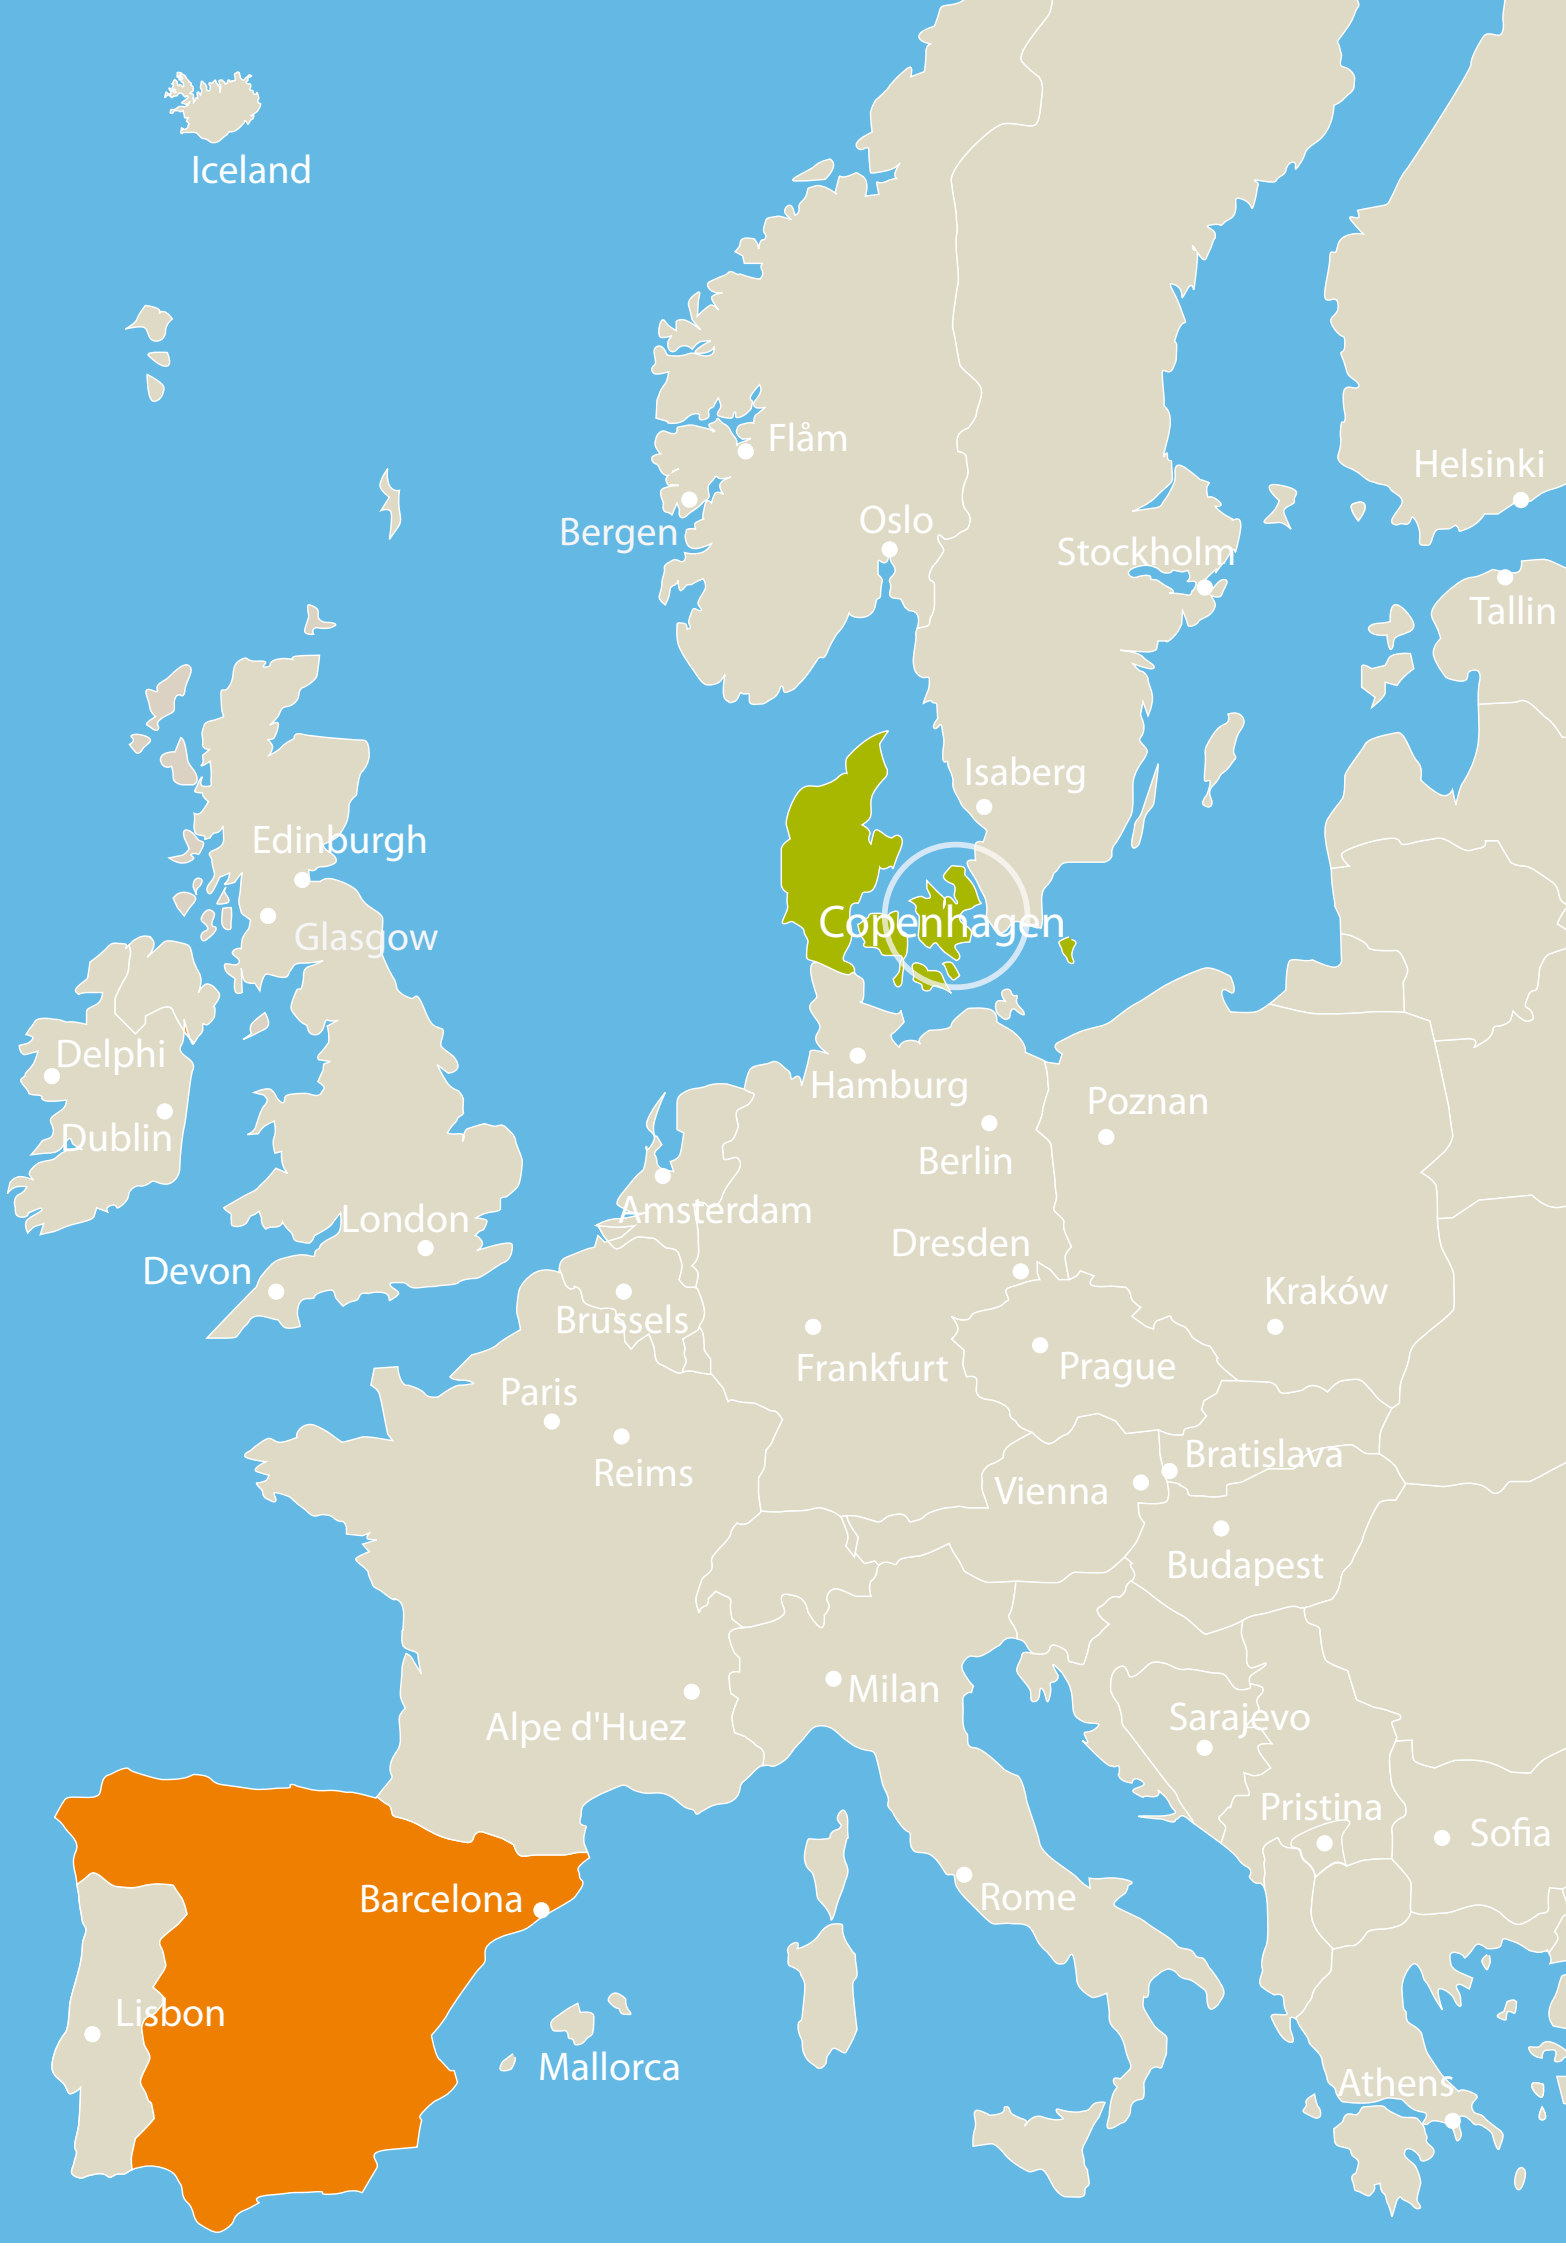 Iceland
Flåm
Helsinki
Bergen
Oslo
Stockholm
Tallin
Isaberg
Edinburgh
Glasgow
Copenhagen
Delphi
Hamburg
Poznan
Dublin
Berlin
Amsterdam
London
Dresden
Devon
Kraków
Brussels
Frankfurt
Prague
Paris
Bratislava
Reims
Vienna
Budapest
Milan
Sarajevo
Alpe d'Huez
Pristina
Sofia
Barcelona
Rome
Lisbon
Mallorca
Athens